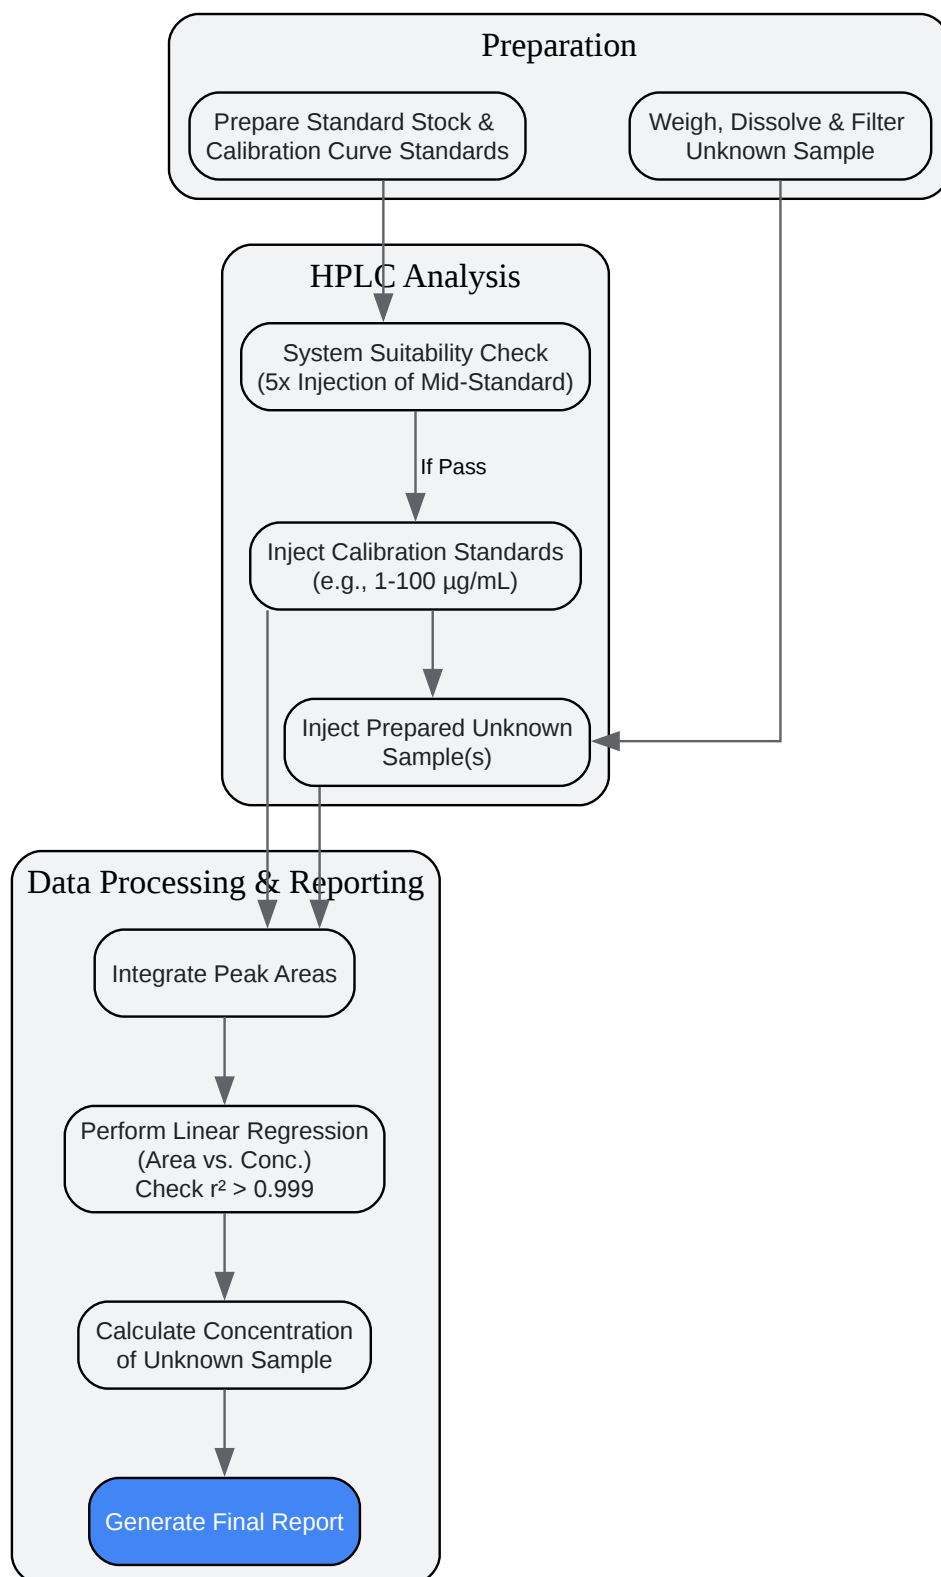 Preparation
Prepare Standard Stock &
Calibration Curve Standards
Weigh, Dissolve & Filter
Unknown Sample
HPLC Analysis
System Suitability Check
(5x Injection of Mid-Standard)
If Pass
Inject Calibration Standards
(e.g., 1-100 µg/mL)
Inject Prepared Unknown
Sample(s)
Data Processing & Reporting
Integrate Peak Areas
Perform Linear Regression
(Area vs. Conc.)
Check r² > 0.999
Calculate Concentration
of Unknown Sample
Generate Final Report